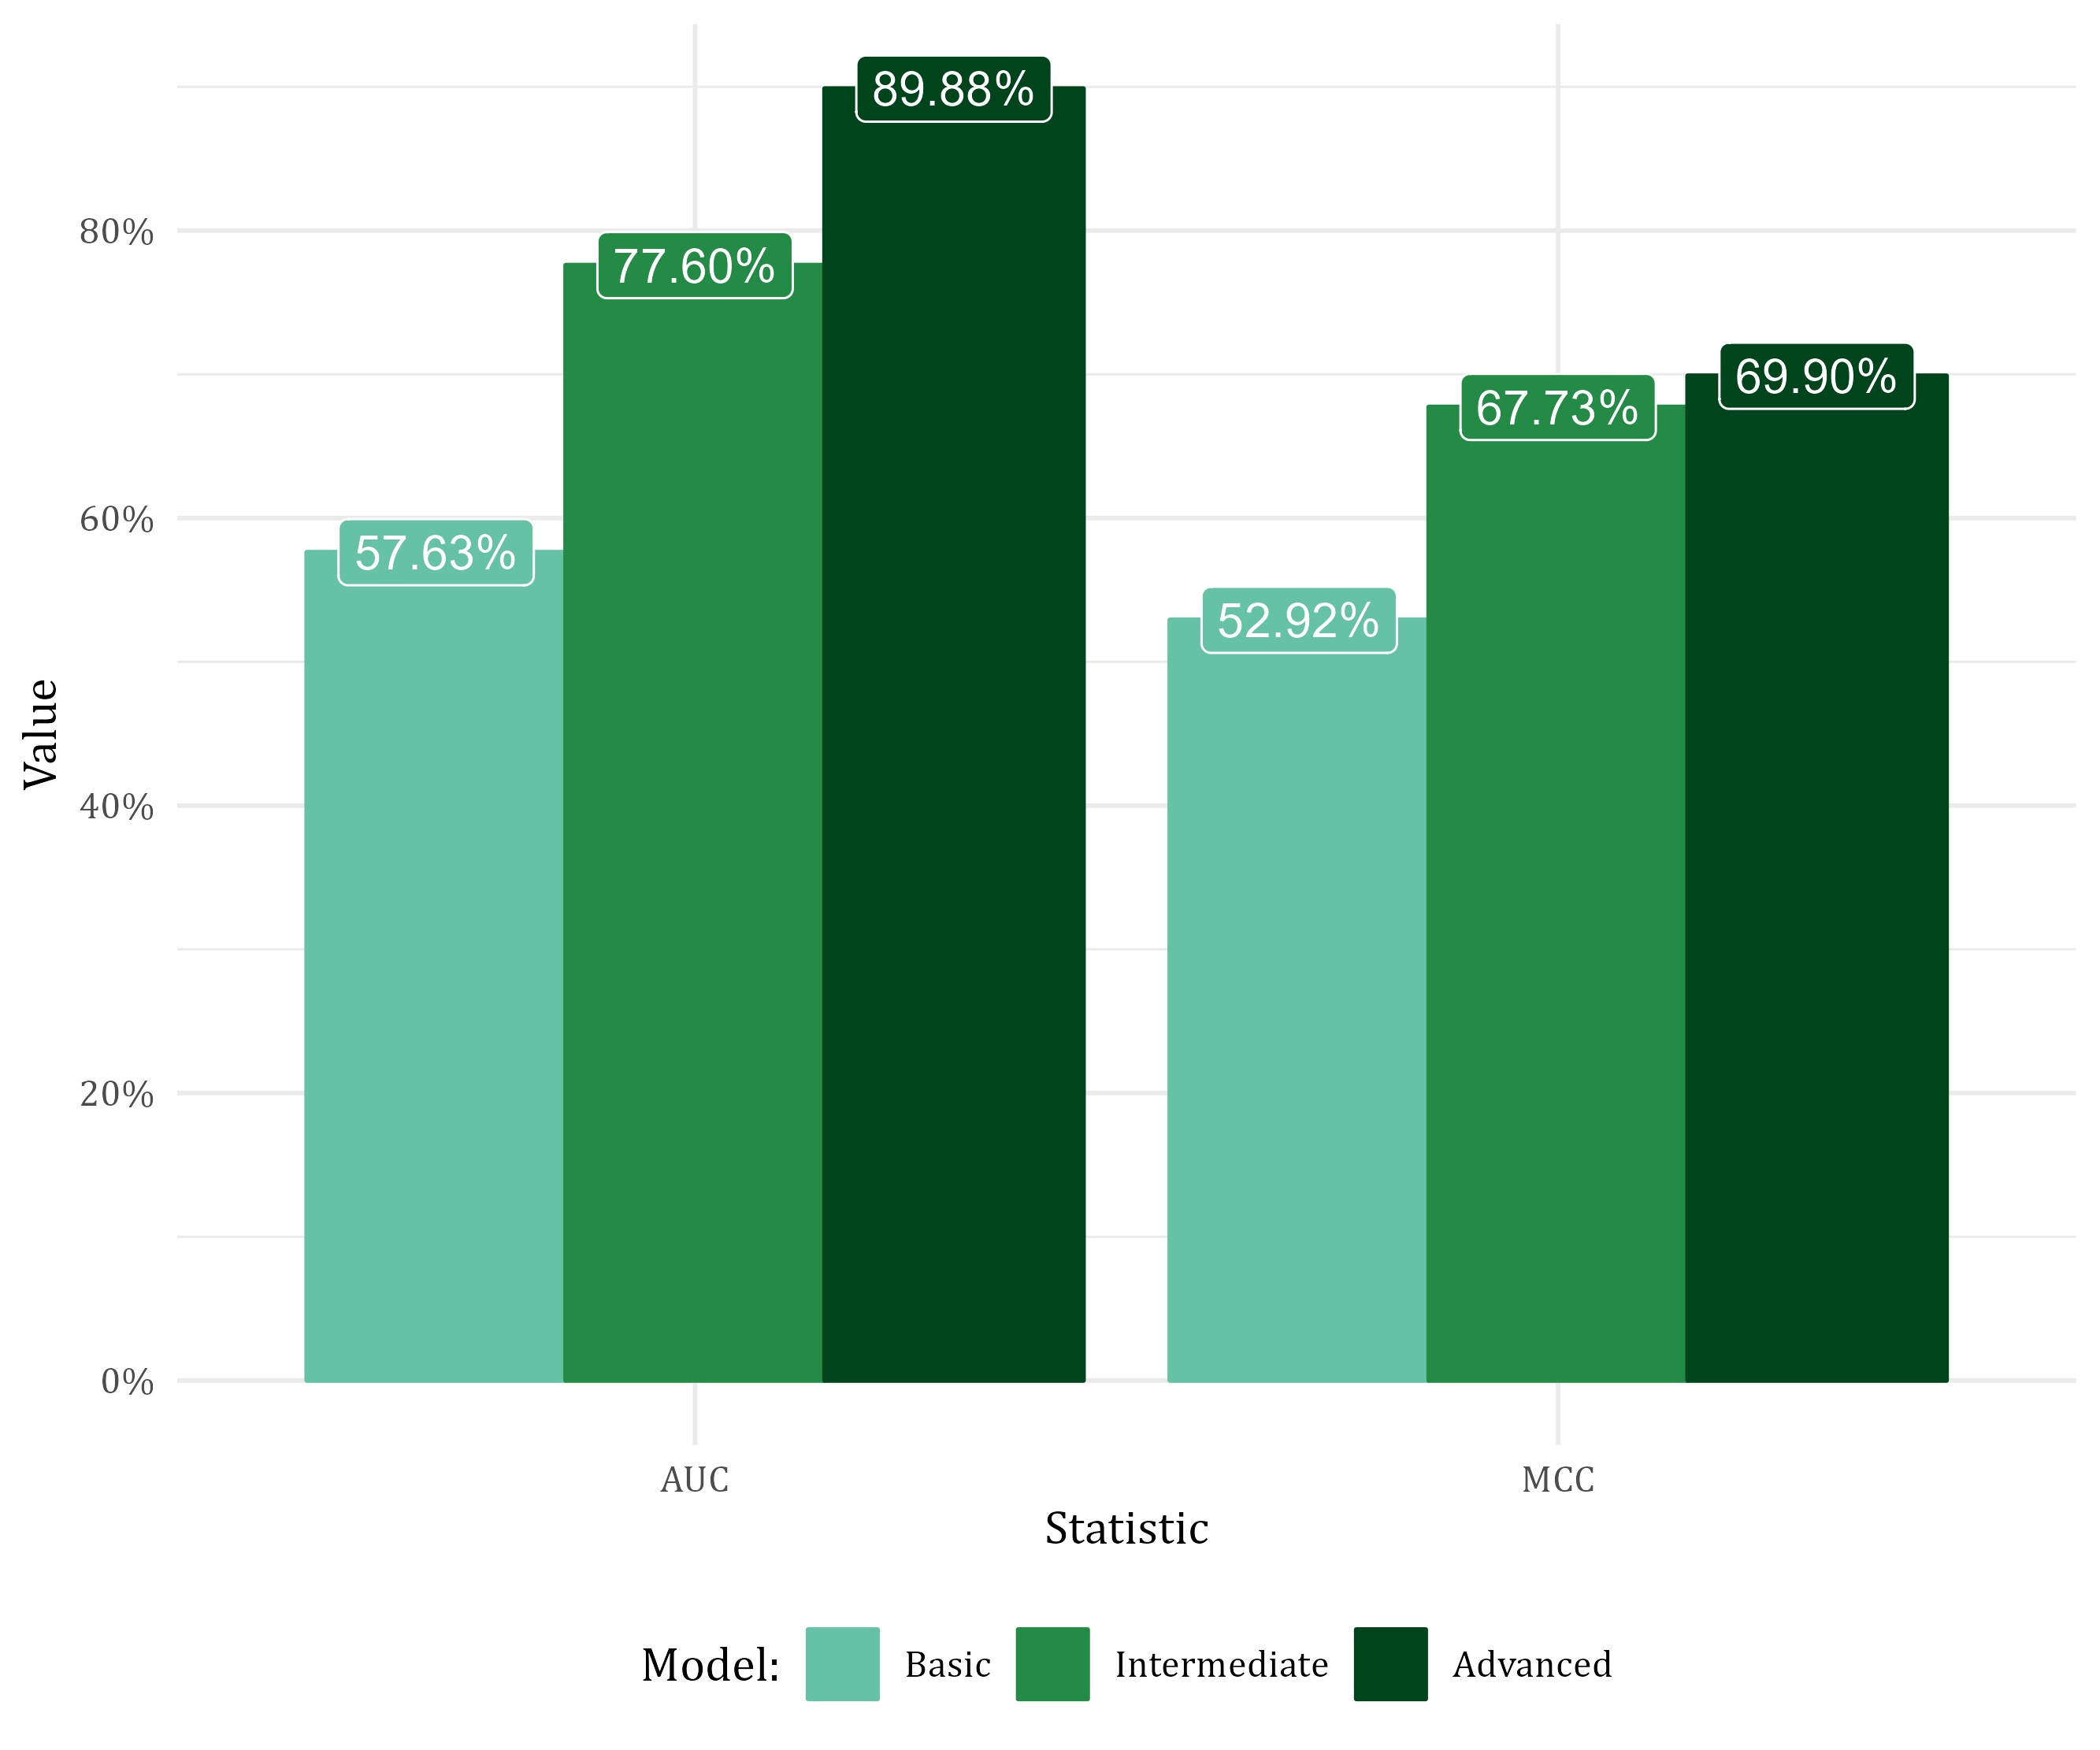 89.88%
80%
77.60%
69.90%
67.73%
60%
57.63%
52.92%
Value
40%
20%
0%
AUC
MCC
Statistic
Model:
Basic
Intermediate
Advanced